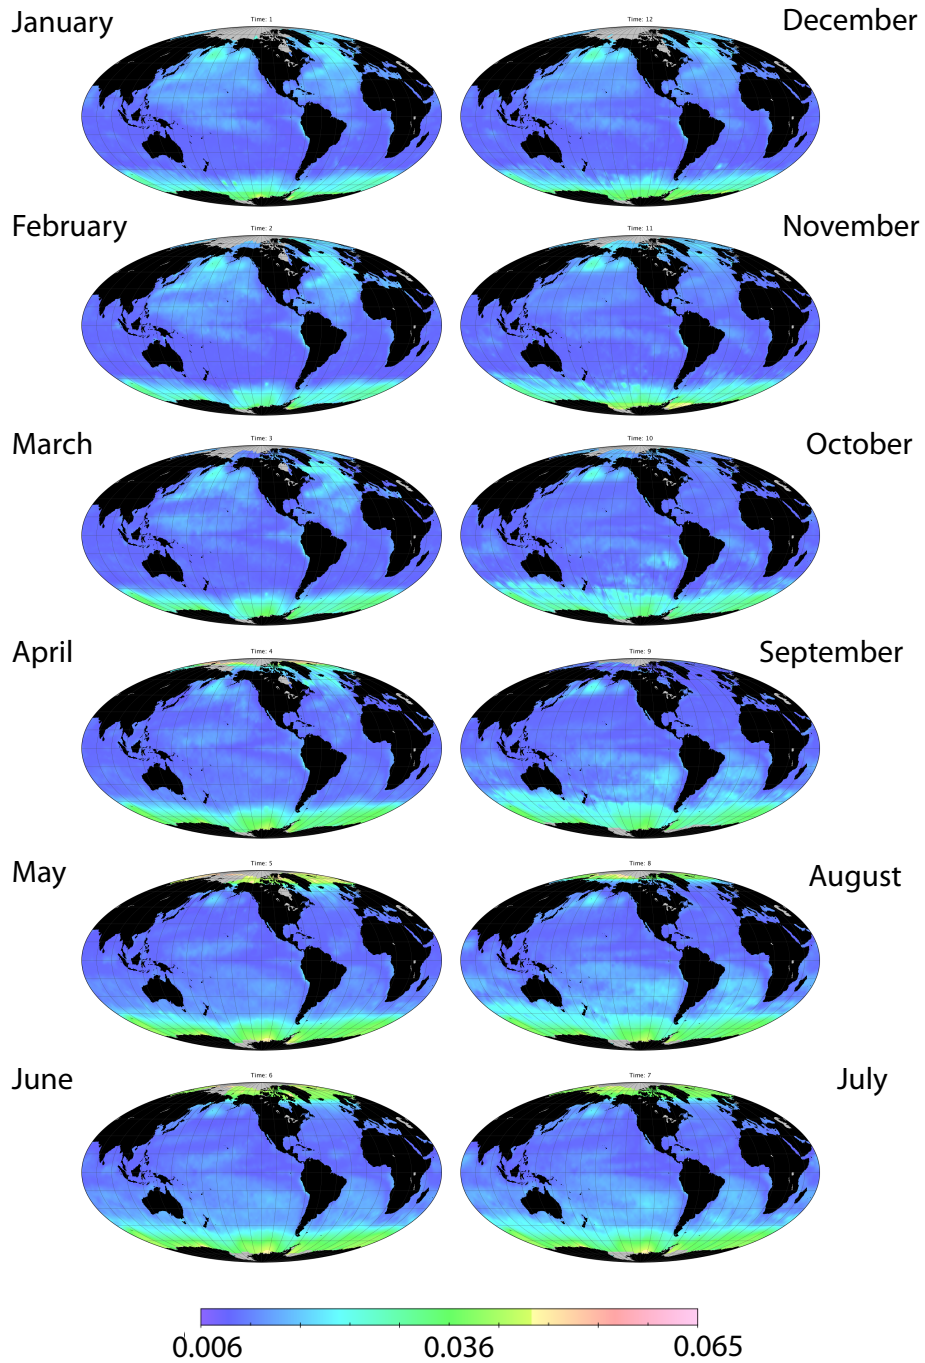 January
Time: 1
Time: 12
December
February
Time: 2
Time: 11
November
March
Time: 3
Time: 10
October
April
Time: 4
Time: 9
September
May
Time: 5
Time: 8
August
June
Time: 6
Time: 7
July
0.006
0.036
0.065